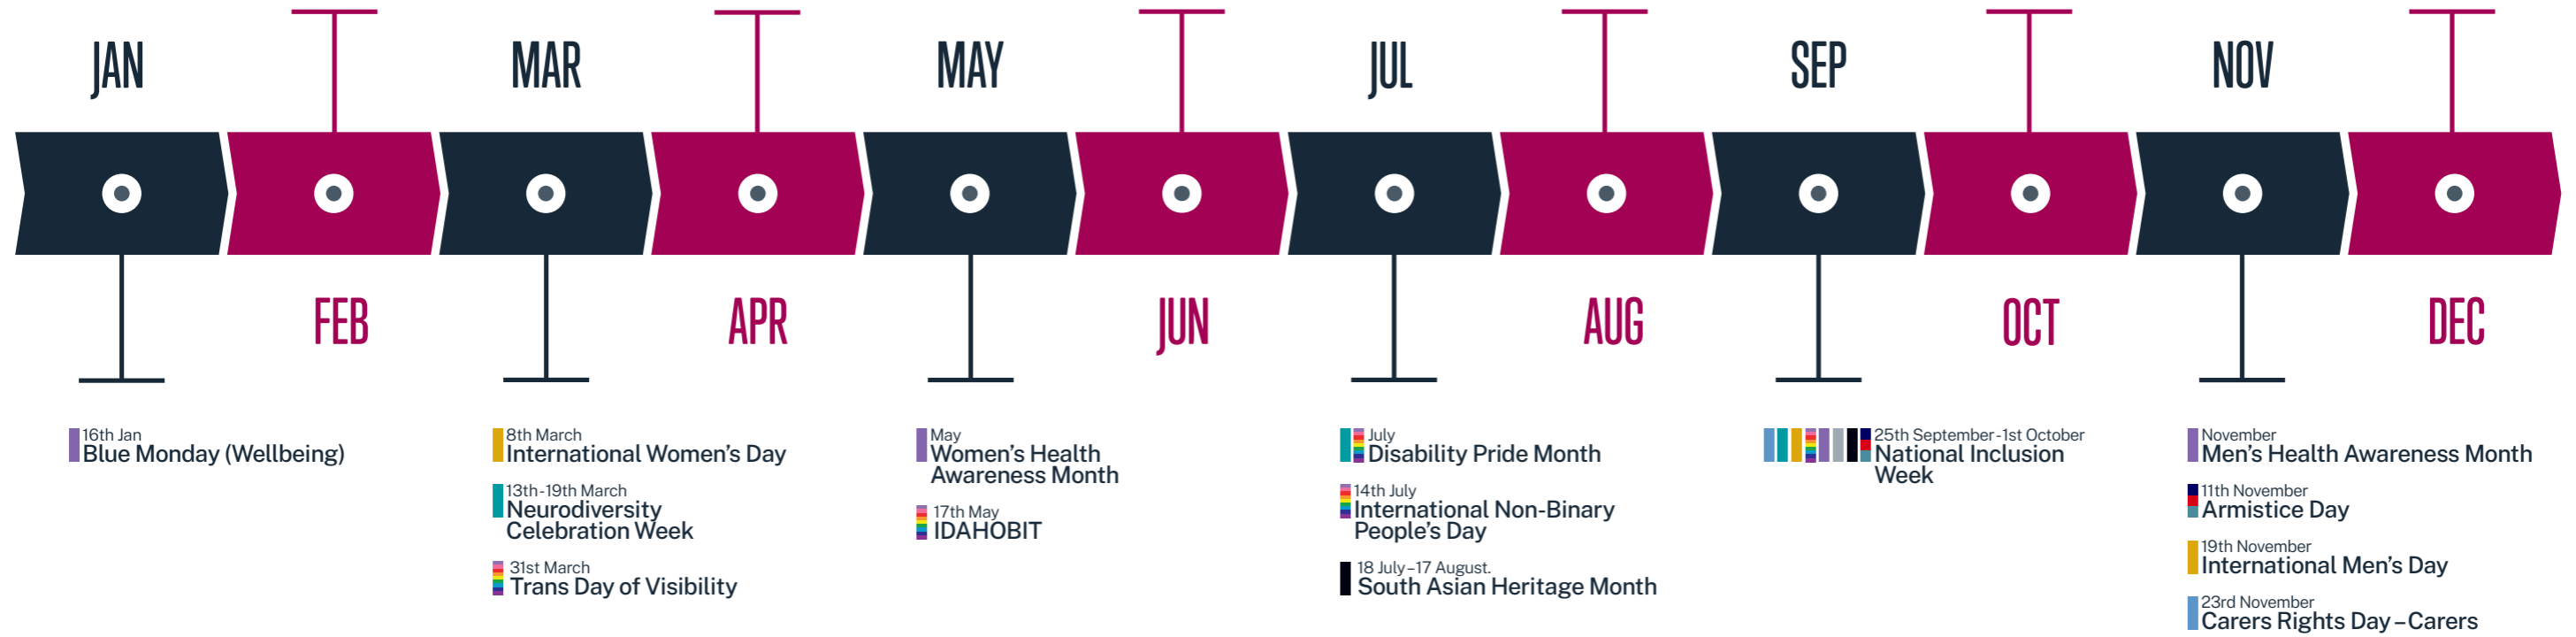 JAN
MAR
MAY
JUL
SEP
NOV
FEB
APR
JUN
AUG
OCT
DEC
16th Jan
Blue Monday (Wellbeing)
8th March
International Women's Day
13th-19th March
Neurodiversity
Celebration Week
31st March
Trans Day of Visibility
May
Women's Health
Awareness Month
17th May
IDAHOBIT
July
Disability Pride Month
14th July
International Non-Binary
People's Day
18 July–17 August.
South Asian Heritage Month
25th September-1st October
National Inclusion
Week
November
Men's Health Awareness Month
11th November
Armistice Day
19th November
International Men's Day
23rd November
Carers Rights Day–Carers